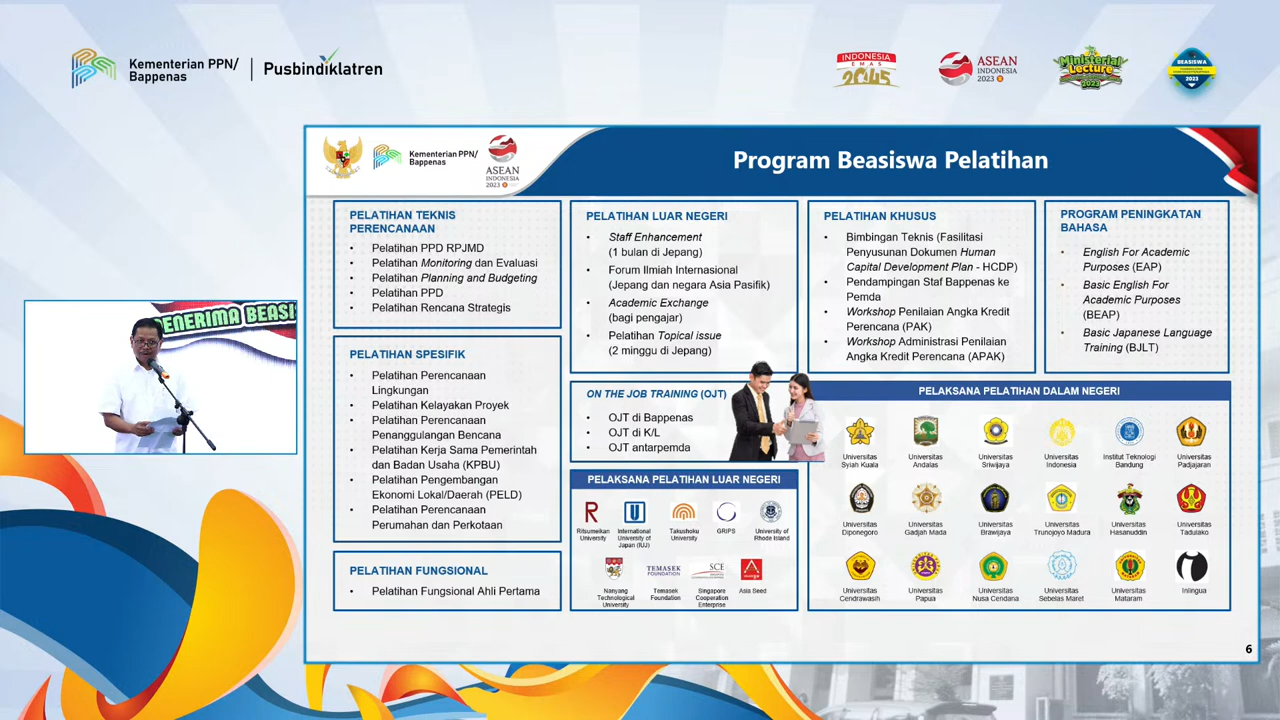 Kementerian PPN/
Bappenas
Pusbindiklatren
INDONESIA
EMAS
2045
ASEAN
INDONESIA
2023
Ministerial
Lecture
2023
BEASISWA
2023
Kementerian PPN/
Bappenas
ASEAN
INDONESIA
2023
Program Beasiswa Pelatihan
PENERIMA BEASIS
PELATIHAN TEKNIS
PERENCANAAN
• Pelatihan PPD RPJMD
• Pelatihan Monitoring dan Evaluasi
• Pelatihan Planning and Budgeting
• Pelatihan PPD
• Pelatihan Rencana Strategis
PELATIHAN SPESIFIK
• Pelatihan Perencanaan
Lingkungan
• Pelatihan Kelayakan Proyek
• Pelatihan Perencanaan
Penanggulangan Bencana
• Pelatihan Kerja Sama Pemerintah
dan Badan Usaha (KPBU)
• Pelatihan Pengembangan
Ekonomi Lokal/Daerah (PELD)
• Pelatihan Perencanaan
Perumahan dan Perkotaan
PELATIHAN FUNGSIONAL
• Pelatihan Fungsional Ahli Pertama
PELATIHAN LUAR NEGERI
• Staff Enhancement
(1 bulan di Jepang)
• Forum Ilmiah Internasional
(Jepang dan negara Asia Pasifik)
• Academic Exchange
(bagi pengajar)
• Pelatihan Topical issue
(2 minggu di Jepang)
ON THE JOB TRAINING (OJT)
• OJT di Bappenas
• OJT di K/L
• OJT antarpemda
PELAKSANA PELATIHAN LUAR NEGERI
Ritsumeikan
University
International
University of
Japan (IUJ)
Takushoku
University
GRIPS
University of
Rhode Island
Nanyang
Technological
University
TEMASEK
FOUNDATION
Temasek
Foundation
SCE
Singapore
Cooperation
Enterprise
Asia Seed
PELATIHAN KHUSUS
• Bimbingan Teknis (Fasilitasi
Penyusunan Dokumen Human
Capital Development Plan - HCDP)
• Pendampingan Staf Bappenas ke
Pemda
• Workshop Penilaian Angka Kredit
Perencana (PAK)
• Workshop Administrasi Penilaian
Angka Kredit Perencana (APAK)
PROGRAM PENINGKATAN
BAHASA
• English For Academic
Purposes (EAP)
• Basic English For
Academic Purposes
(BEAP)
• Basic Japanese Language
Training (BJLT)
PELAKSANA PELATIHAN DALAM NEGERI
Universitas
Syiah Kuala
Universitas
Andalas
Universitas
Sriwijaya
Universitas
Indonesia
Institut Teknologi
Bandung
Universitas
Padjajaran
Universitas
Diponegoro
Universitas
Gadjah Mada
Universitas
Brawijaya
Universitas
Trunojoyo Madura
Universitas
Hasanuddin
Universitas
Tadulako
Universitas
Cendrawasih
Universitas
Papua
Universitas
Nusa Cendana
Universitas
Sebelas Maret
Universitas
Mataram
Inlingua
6